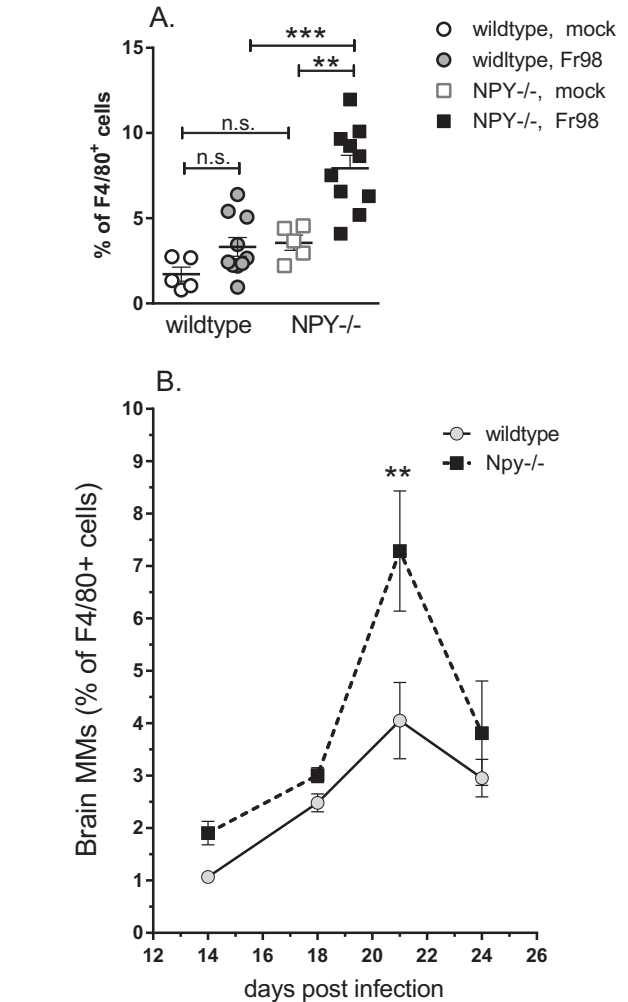 A.
wildtype, mock
widltype, Fr98
NPY-/-, mock
NPY-/-, Fr98
***
**
n.s.
n.s.
15
10
5
0
% of F4/80+ cells
wildtype
NPY-/-
B.
wildtype
Npy-/-
**
10
9
8
7
6
5
4
3
2
1
0
Brain MMs (% of F4/80+ cells)
12 14 16 18 20 22 24 26
days post infection